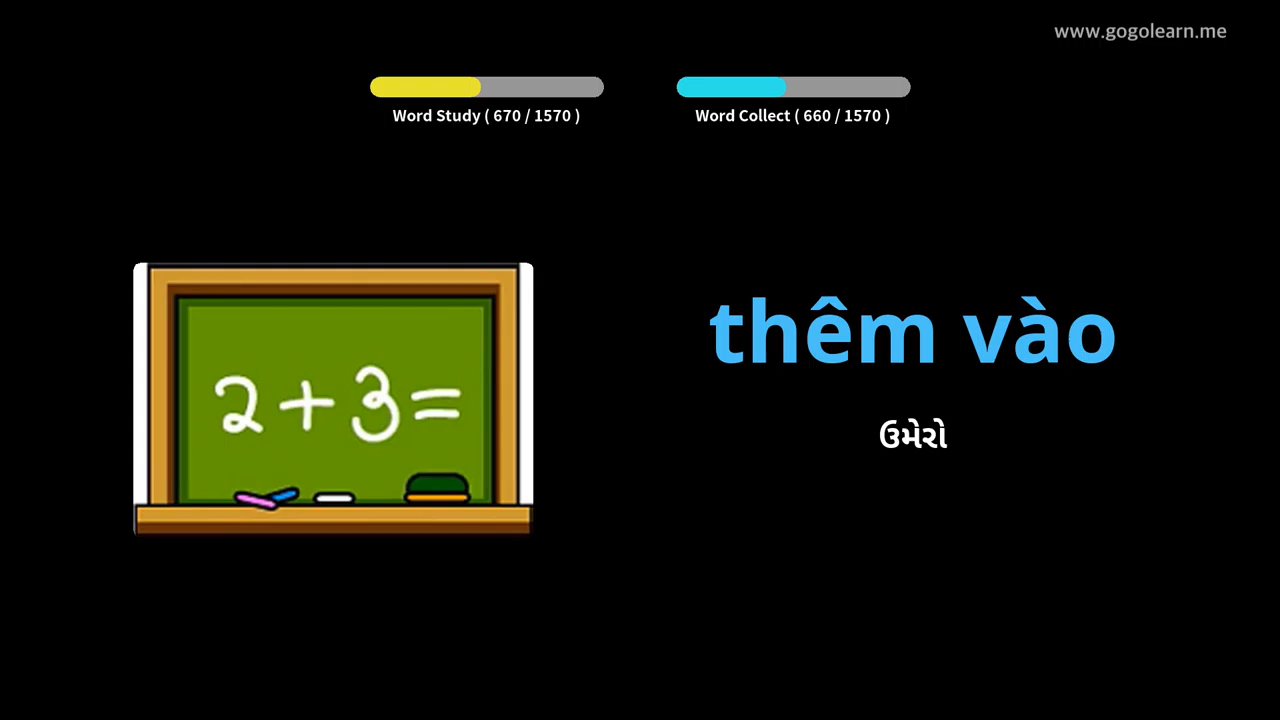 www.gogolearn.me
Word Study ( 670 / 1570 )
Word Collect ( 660 / 1570 )
2 + 3 =
thêm vào
ઉમેરો